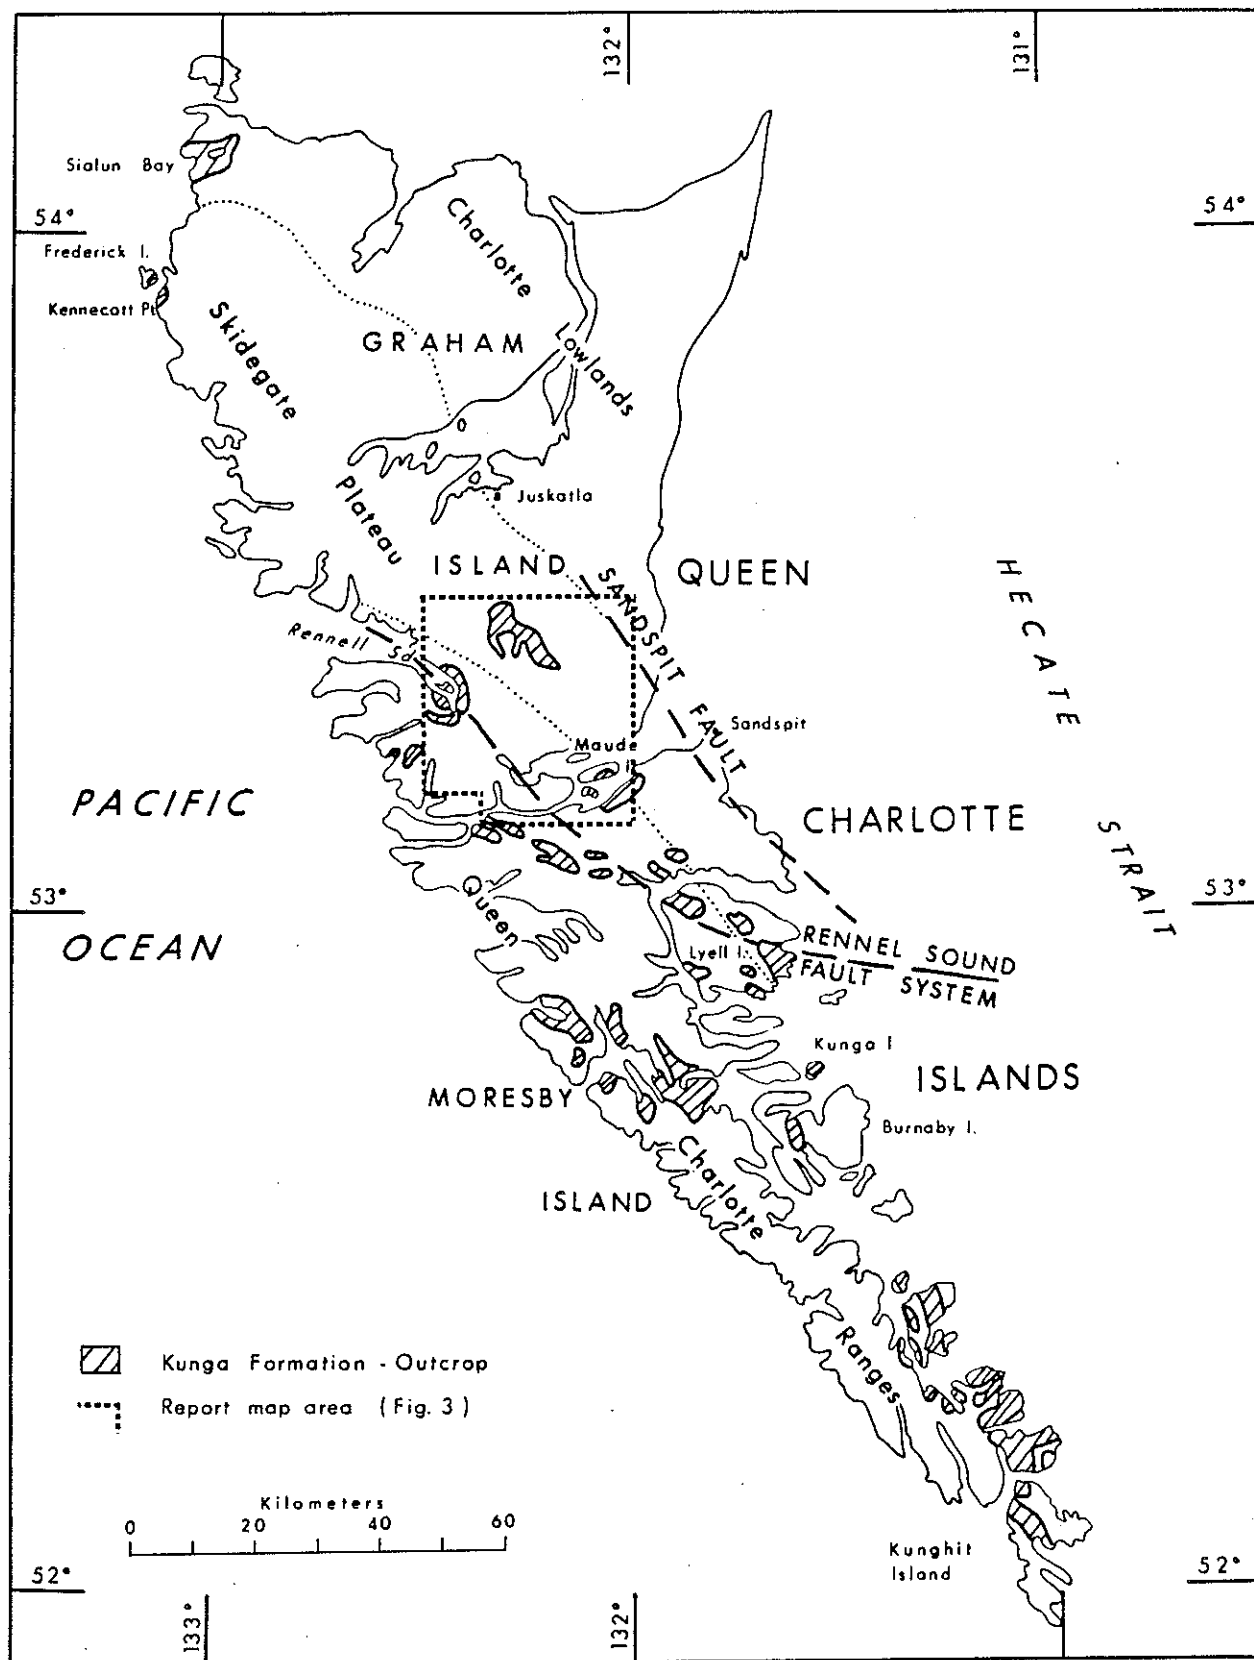 132°
131°
Sialun Bay
54°
54°
Charlotte
Frederick I.
Kennecott Pt.
Skidegate
GRAHAM
Lowlands
Plateau
Juskatla
ISLAND
QUEEN
SANDSPIT FAULT
HECATE STRAIT
Rennell
Sd.
Sandspit
Maude
I.
PACIFIC
CHARLOTTE
Queen
53°
53°
OCEAN
Lyell I.
RENNEL SOUND
FAULT SYSTEM
Kunga I
MORESBY
ISLANDS
Burnaby I.
Charlotte
ISLAND
Ranges
Kunga Formation - Outcrop
Report map area (Fig. 3)
Kilometers
0 20 40 60
Kunghit
Island
52°
52°
133°
132°